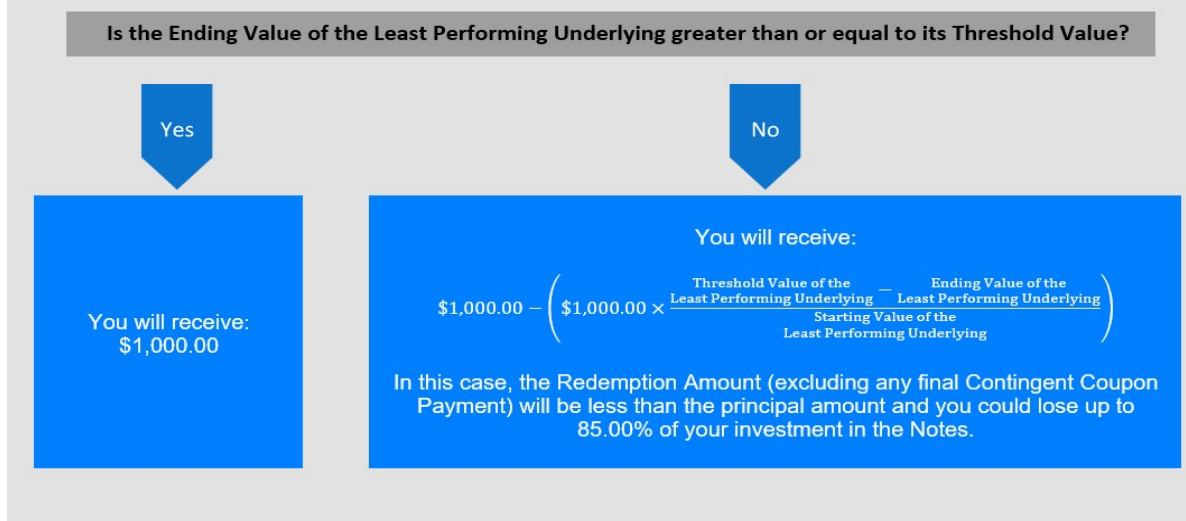 Is the Ending Value of the Least Performing Underlying greater than or equal to its Threshold Value?
Yes
No
You will receive:
$1,000.00
You will receive:
$1,000.00 − ($1,000.00 × (Threshold Value of the Least Performing Underlying − Ending Value of the Least Performing Underlying) / Starting Value of the Least Performing Underlying)
In this case, the Redemption Amount (excluding any final Contingent Coupon
Payment) will be less than the principal amount and you could lose up to
85.00% of your investment in the Notes.